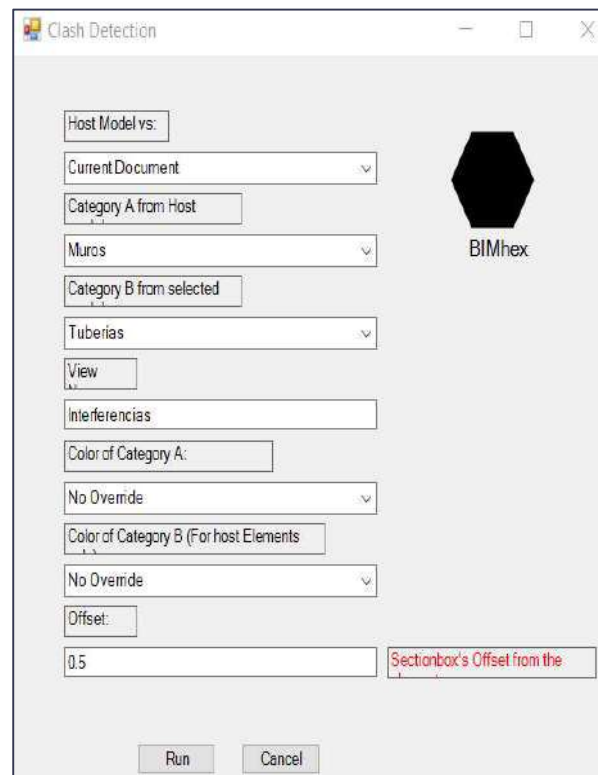 Clash Detection
Host Model vs:
Current Document
Category A from Host
Muros
BIMhex
Category B from selected
Tuberias
View
Interferencias
Color of Category A:
No Override
Color of Category B (For host Elements
No Override
Offset:
0.5
Sectionbox's Offset from the
Run
Cancel